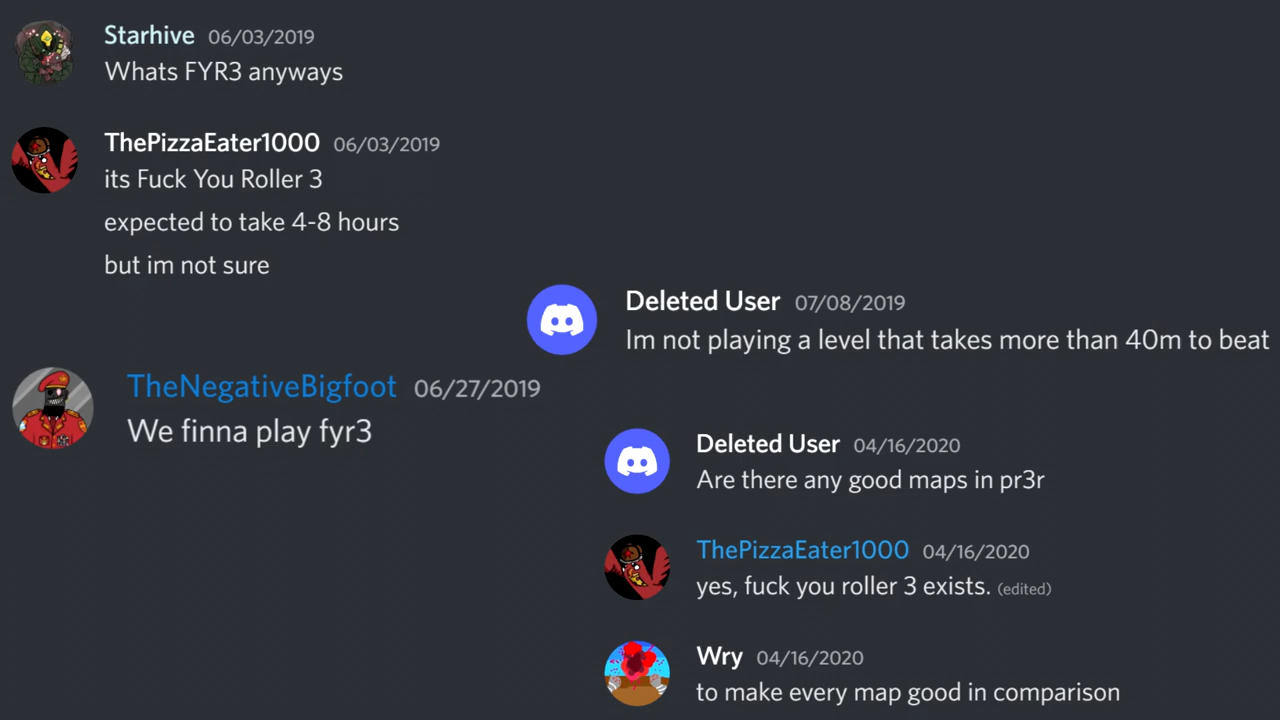 Starhive 06/03/2019
Whats FYR3 anyways
ThePizzaEater1000 06/03/2019
its Fuck You Roller 3
expected to take 4-8 hours
but im not sure
Deleted User 07/08/2019
Im not playing a level that takes more than 40m to beat
TheNegativeBigfoot 06/27/2019
We finna play fyr3
Deleted User 04/16/2020
Are there any good maps in pr3r
ThePizzaEater1000 04/16/2020
yes, fuck you roller 3 exists. (edited)
Wry 04/16/2020
to make every map good in comparison